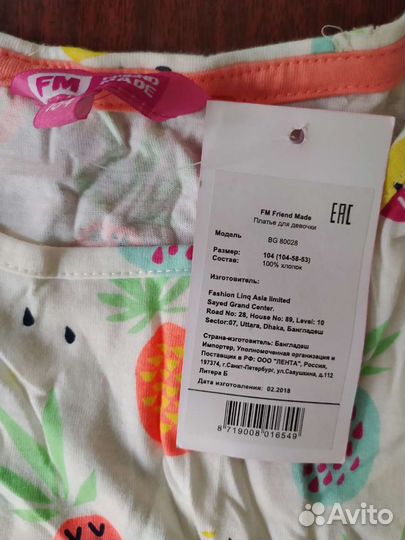 FM
104
FM Friend Made
Платье для девочки
EAC
Модель BG 80028
Размер: 104 (104-58-53)
Состав: 100% хлопок
Изготовитель:
Fashion Linq Asia limited
Sayed Grand Center.
Road No: 28, House No: 89, Level: 10
Sector:07, Uttera, Dhaka, Бангладеш
Страна-изготовитель: Бангладеш
Импортер, Уполномоченная организация и
Поставщик в РФ: ООО "ЛЕНТА", Россия,
197374, г.Санкт-Петербург, ул.Савушкина, д.112
Литера Б
Дата изготовления: 02.2018
8 719008 016549
Avito